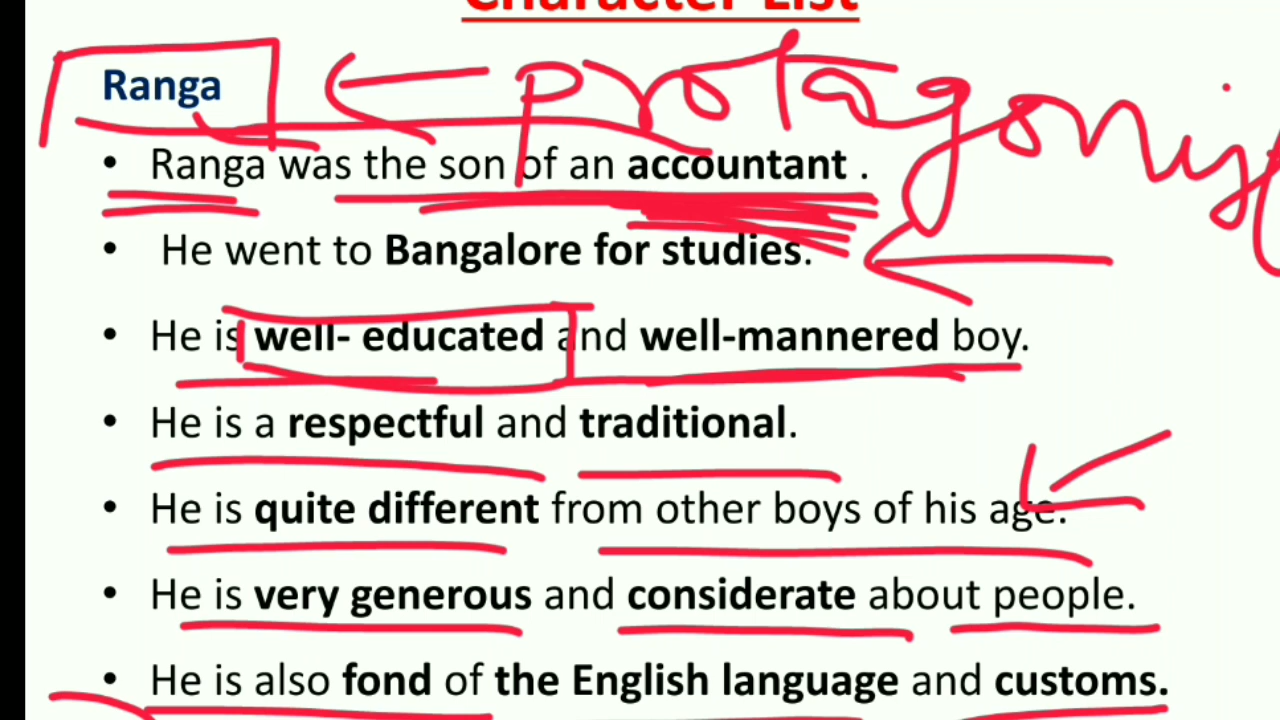 Character List
Ranga protagonist
• Ranga was the son of an accountant .
• He went to Bangalore for studies.
• He is well- educated and well-mannered boy.
• He is a respectful and traditional.
• He is quite different from other boys of his age.
• He is very generous and considerate about people.
• He is also fond of the English language and customs.